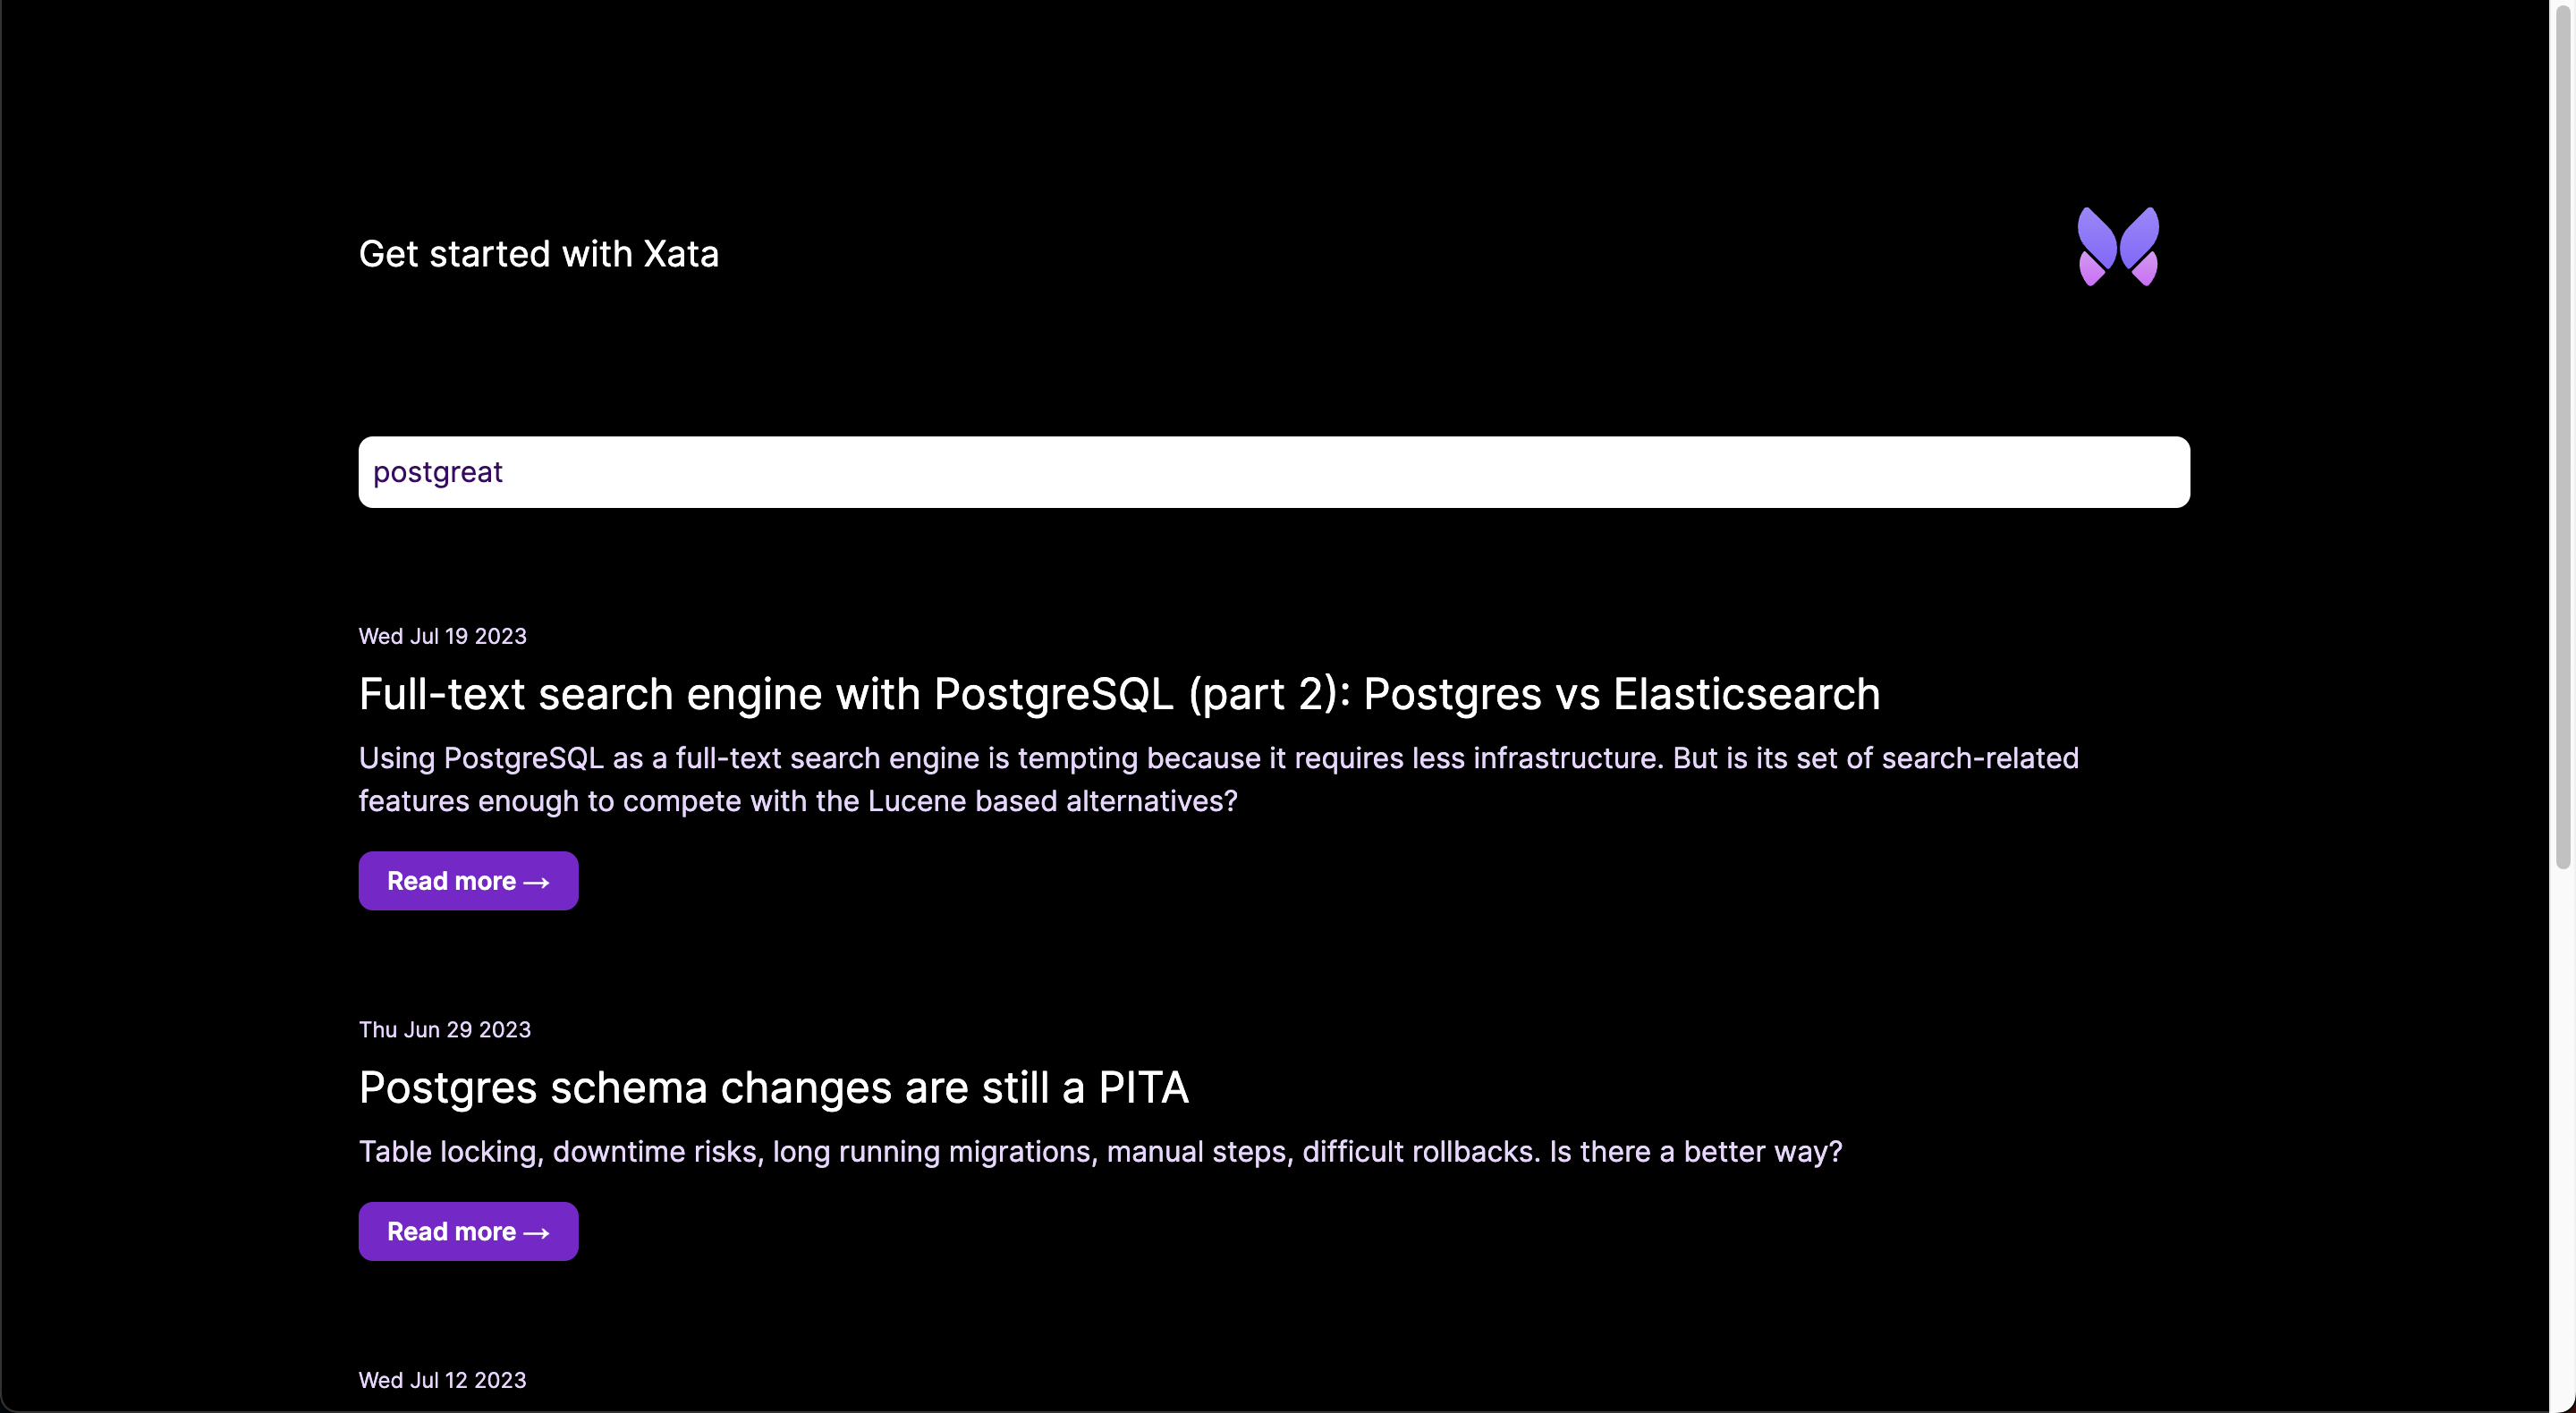 Get started with Xata
postgreat
Wed Jul 19 2023
Full-text search engine with PostgreSQL (part 2): Postgres vs Elasticsearch
Using PostgreSQL as a full-text search engine is tempting because it requires less infrastructure. But is its set of search-related
features enough to compete with the Lucene based alternatives?
Read more →
Thu Jun 29 2023
Postgres schema changes are still a PITA
Table locking, downtime risks, long running migrations, manual steps, difficult rollbacks. Is there a better way?
Read more →
Wed Jul 12 2023